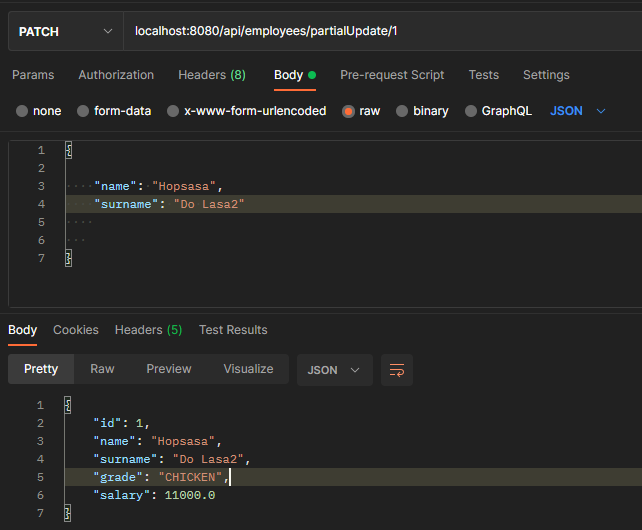 PATCH localhost:8080/api/employees/partialUpdate/1
Params Authorization Headers (8) Body Pre-request Script Tests Settings
none form-data x-www-form-urlencoded raw binary GraphQL JSON
1 {
2
3 "name": "Hopsasa",
4 "surname": "Do Lasa2"
5
6
7 }
Body Cookies Headers (5) Test Results
Pretty Raw Preview Visualize JSON
1 {
2 "id": 1,
3 "name": "Hopsasa",
4 "surname": "Do Lasa2",
5 "grade": "CHICKEN",
6 "salary": 11000.0
7 }